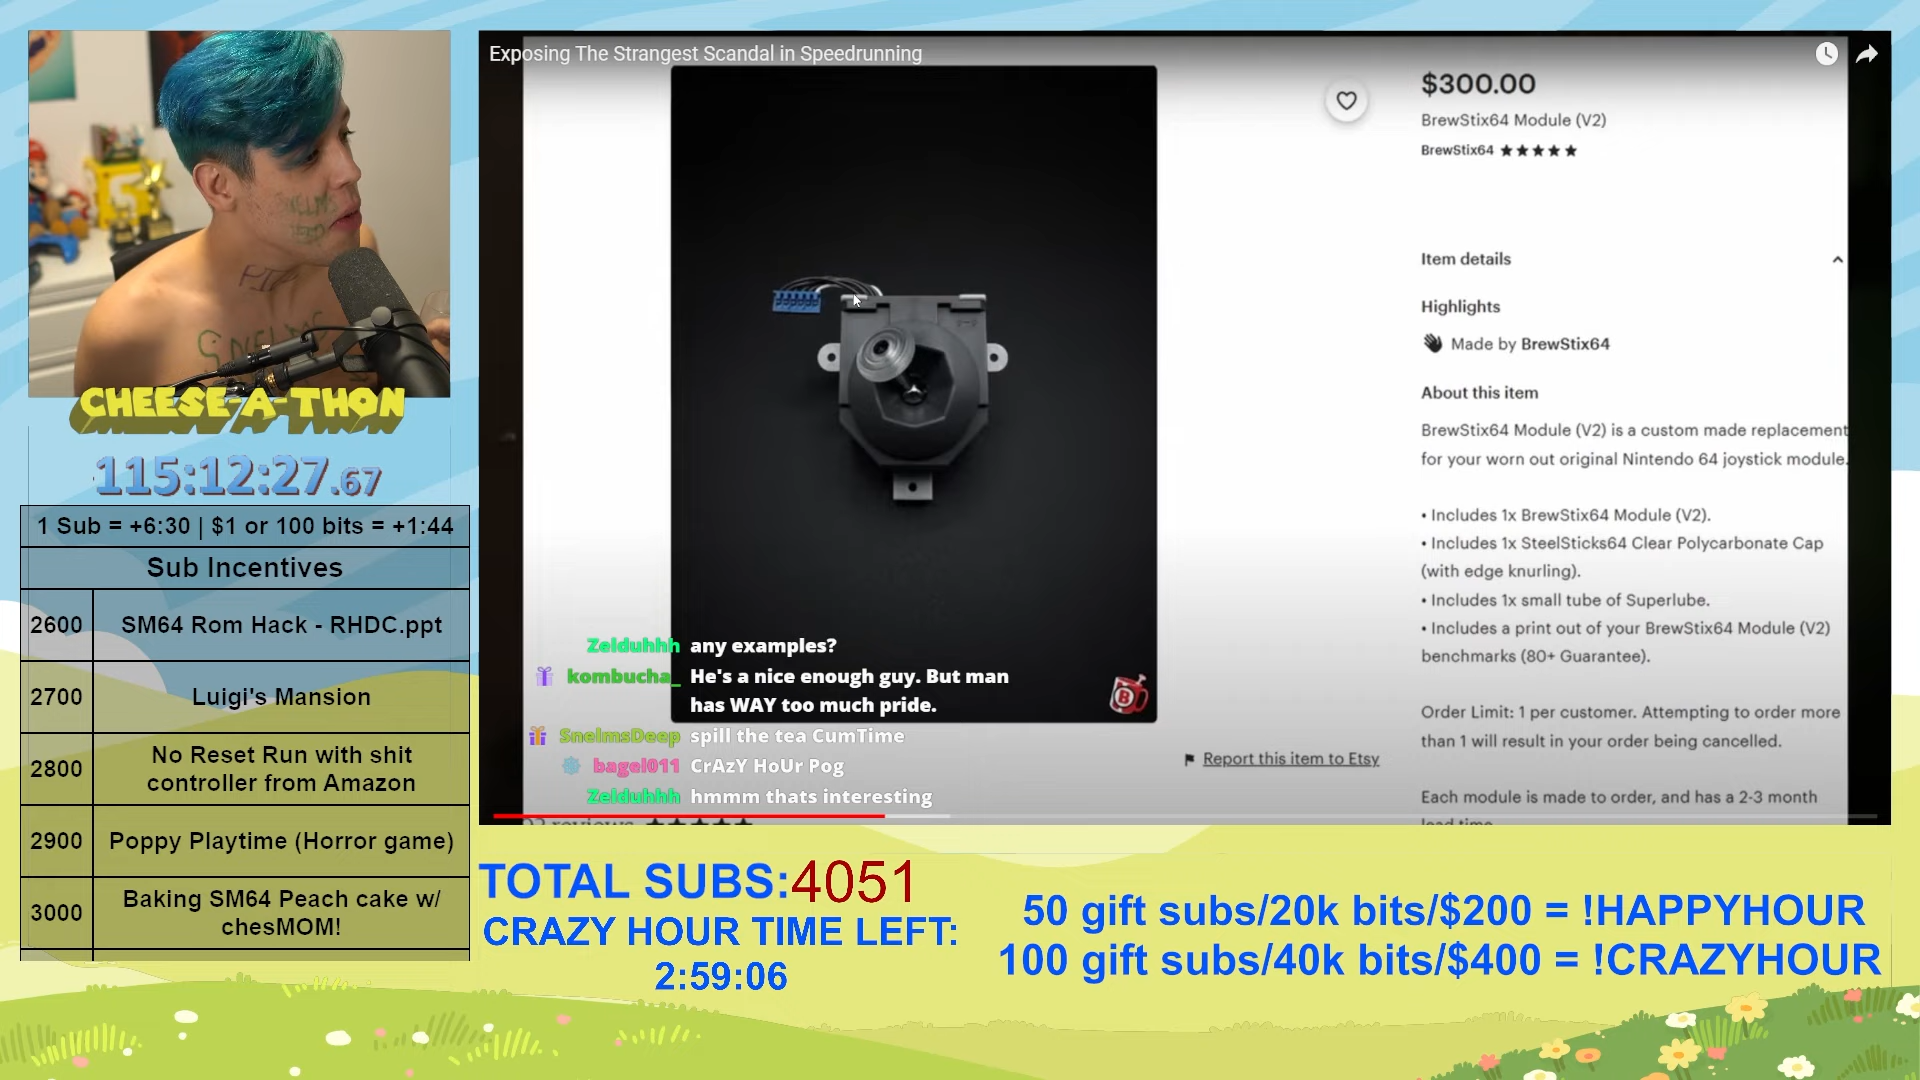 Exposing The Strangest Scandal in Speedrunning
$300.00
BrewStix64 Module (V2)
BrewStix64 ★★★★★
Item details
Highlights
Made by BrewStix64
About this item
BrewStix64 Module (V2) is a custom made replacement
for your worn out original Nintendo 64 joystick module.
• Includes 1x BrewStix64 Module (V2).
• Includes 1x SteelSticks64 Clear Polycarbonate Cap
(with edge knurling).
• Includes 1x small tube of Superlube.
• Includes a print out of your BrewStix64 Module (V2)
benchmarks (80+ Guarantee).
Order Limit: 1 per customer. Attempting to order more
than 1 will result in your order being cancelled.
Each module is made to order, and has a 2-3 month
Report this item to Etsy
B
Zelduhhh any examples?
kombucha_ He's a nice enough guy. But man
has WAY too much pride.
SnelmsDeep spill the tea CumTime
bagel011 CrAzY HoUr Pog
Zelduhhh hmmm thats interesting
CHEESE-A-THON
115:12:27.67
1 Sub = +6:30 | $1 or 100 bits = +1:44
Sub Incentives
2600 SM64 Rom Hack - RHDC.ppt
2700 Luigi's Mansion
2800 No Reset Run with shit
controller from Amazon
2900 Poppy Playtime (Horror game)
3000 Baking SM64 Peach cake w/
chesMOM!
TOTAL SUBS:4051
CRAZY HOUR TIME LEFT:
2:59:06
50 gift subs/20k bits/$200 = !HAPPYHOUR
100 gift subs/40k bits/$400 = !CRAZYHOUR